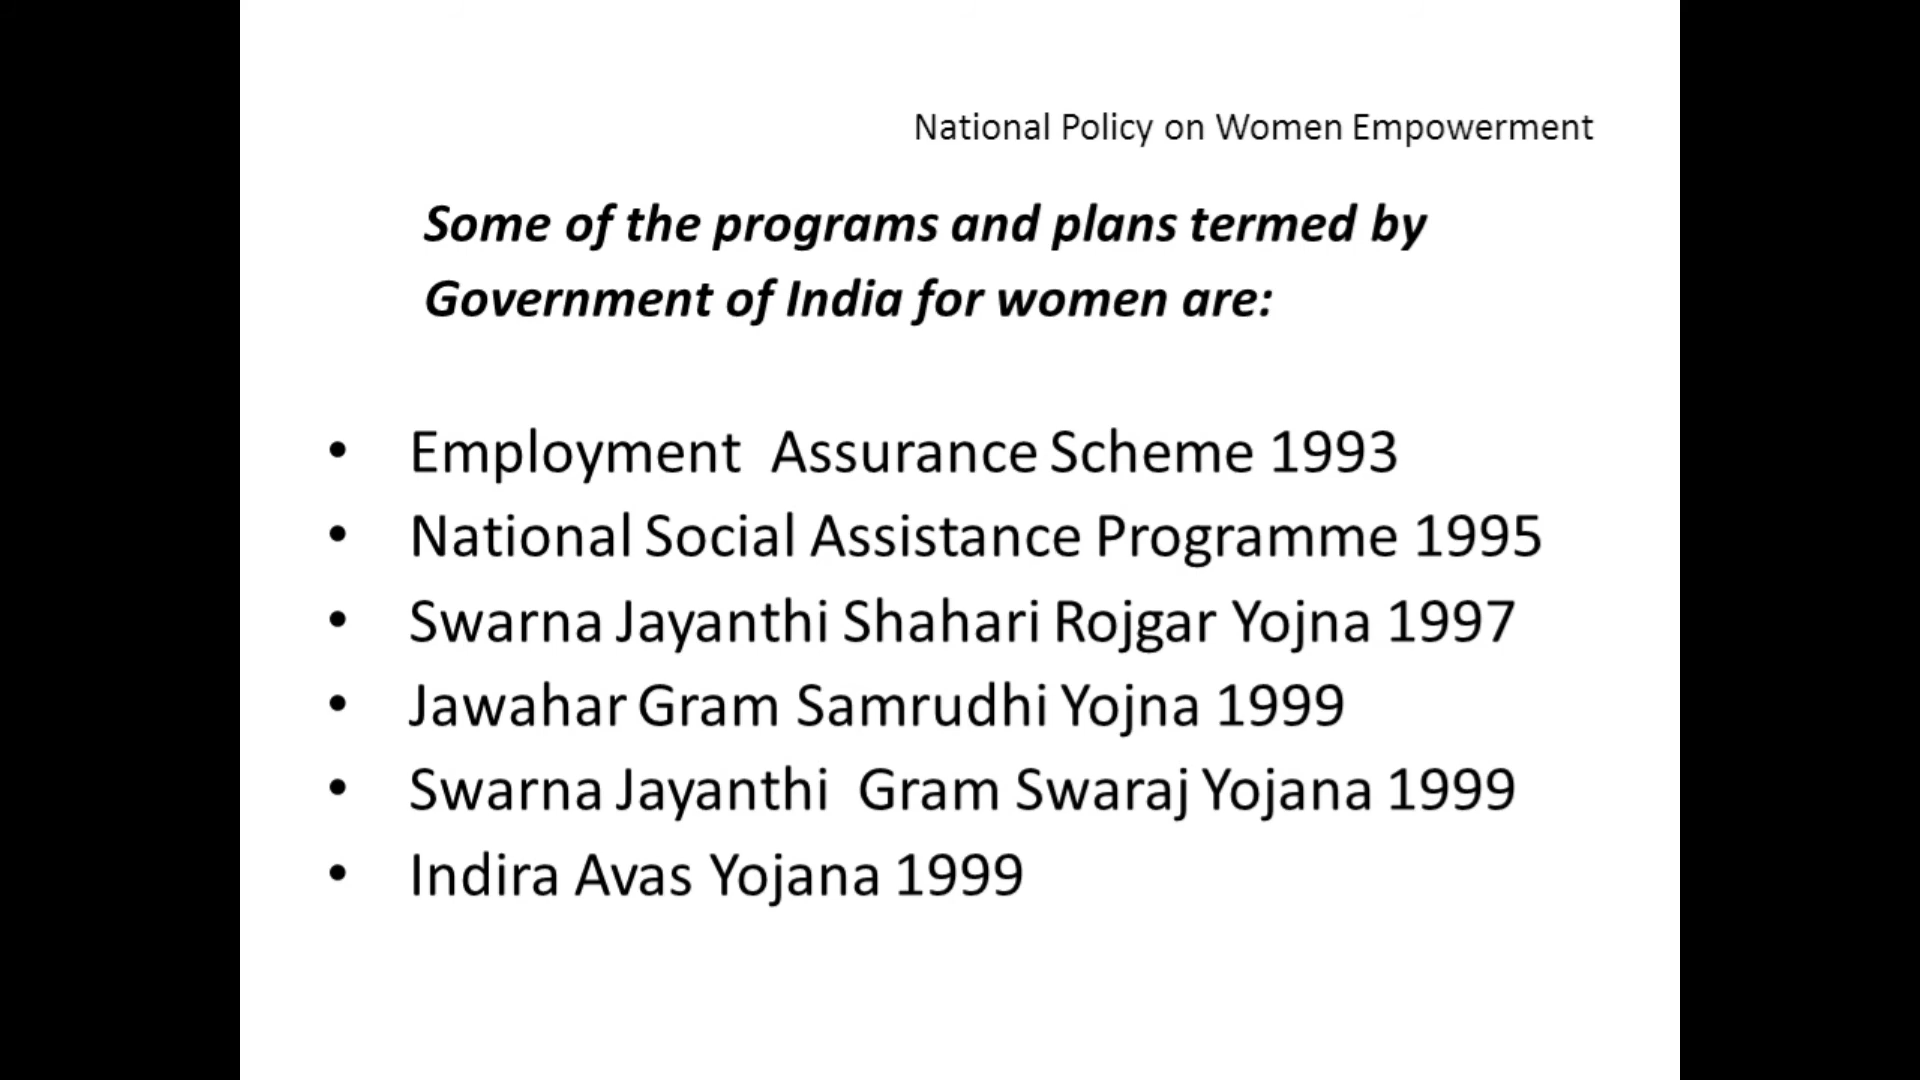 National Policy on Women Empowerment
Some of the programs and plans termed by
Government of India for women are:
• Employment Assurance Scheme 1993
• National Social Assistance Programme 1995
• Swarna Jayanthi Shahari Rojgar Yojna 1997
• Jawahar Gram Samrudhi Yojna 1999
• Swarna Jayanthi Gram Swaraj Yojana 1999
• Indira Avas Yojana 1999